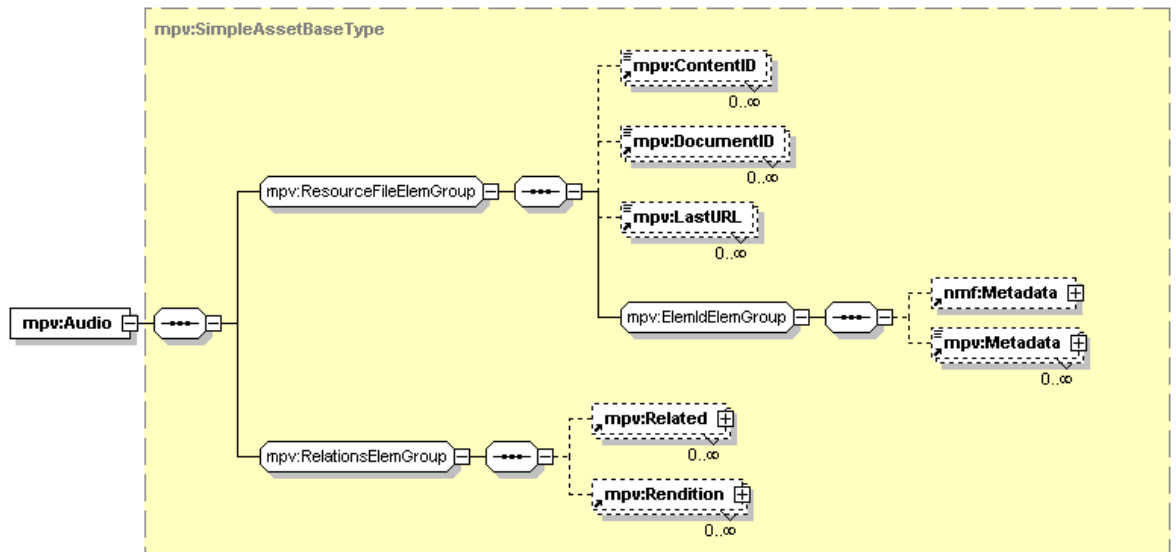 mpv:SimpleAssetBaseType
mpv:ContentID
0..∞
mpv:DocumentID
0..∞
mpv:ResourceFileElemGroup
mpv:LastURL
0..∞
nmf:Metadata
mpv:Audio
mpv:ElemIdElemGroup
mpv:Metadata
0..∞
mpv:Related
0..∞
mpv:RelationsElemGroup
mpv:Rendition
0..∞